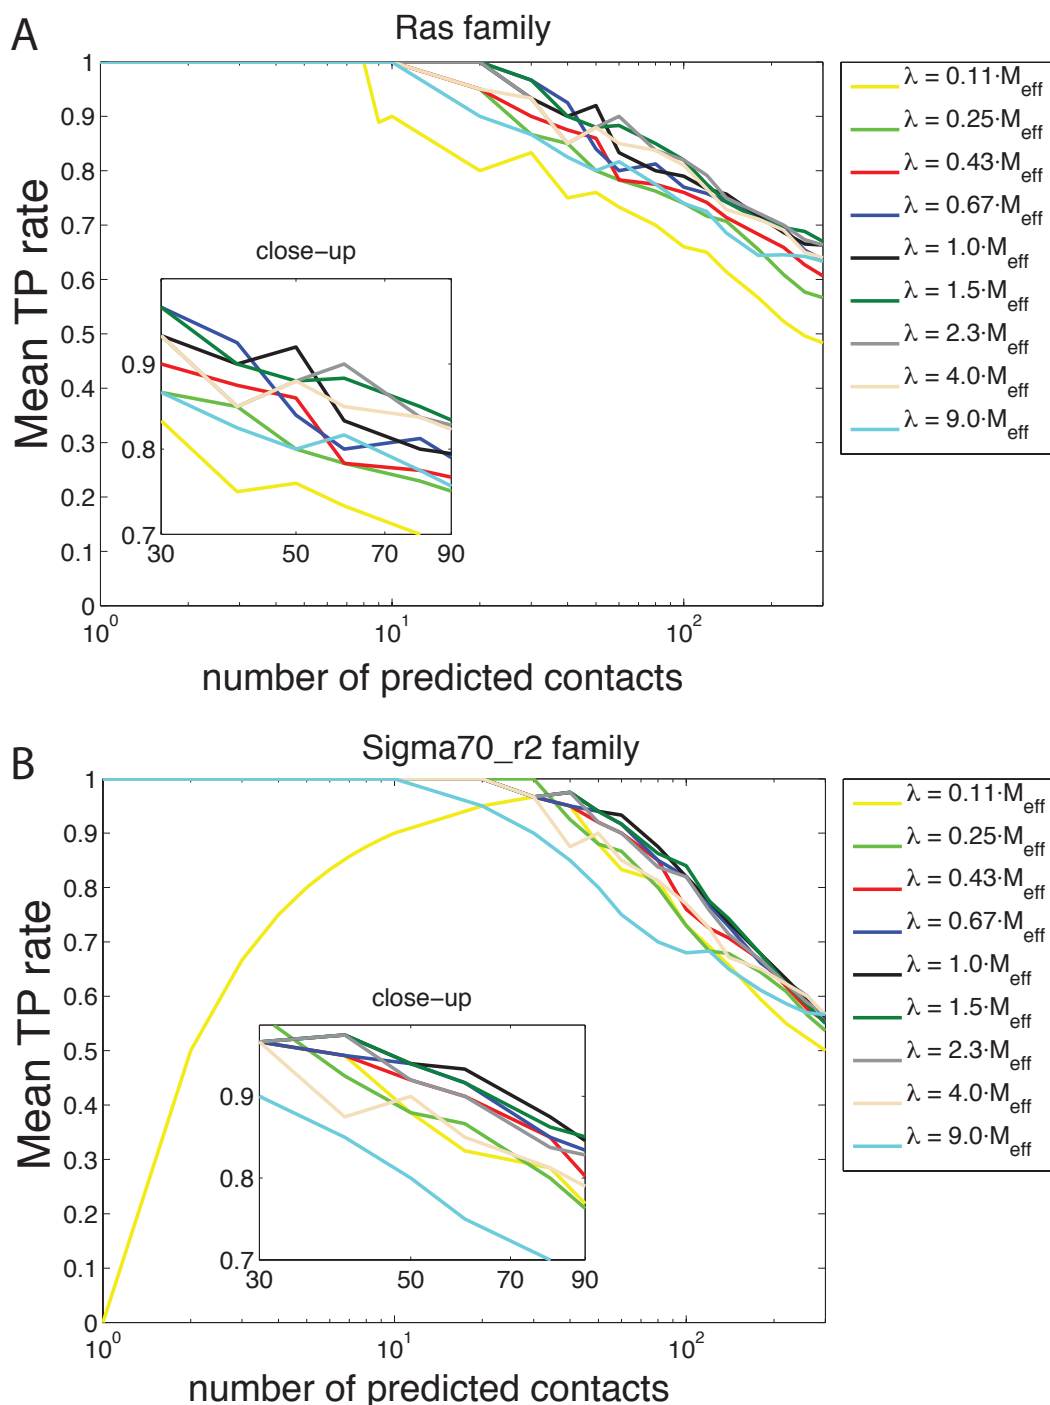 A
Ras family
1
0.9
0.8
0.7
0.6
0.5
0.4
0.3
0.2
0.1
0
Mean TP rate
10^0
10^1
10^2
number of predicted contacts
close-up
0.9
0.8
0.7
30
50
70
90
λ = 0.11·M_eff
λ = 0.25·M_eff
λ = 0.43·M_eff
λ = 0.67·M_eff
λ = 1.0·M_eff
λ = 1.5·M_eff
λ = 2.3·M_eff
λ = 4.0·M_eff
λ = 9.0·M_eff
B
Sigma70_r2 family
1
0.9
0.8
0.7
0.6
0.5
0.4
0.3
0.2
0.1
0
Mean TP rate
10^0
10^1
10^2
number of predicted contacts
close-up
0.9
0.8
0.7
30
50
70
90
λ = 0.11·M_eff
λ = 0.25·M_eff
λ = 0.43·M_eff
λ = 0.67·M_eff
λ = 1.0·M_eff
λ = 1.5·M_eff
λ = 2.3·M_eff
λ = 4.0·M_eff
λ = 9.0·M_eff